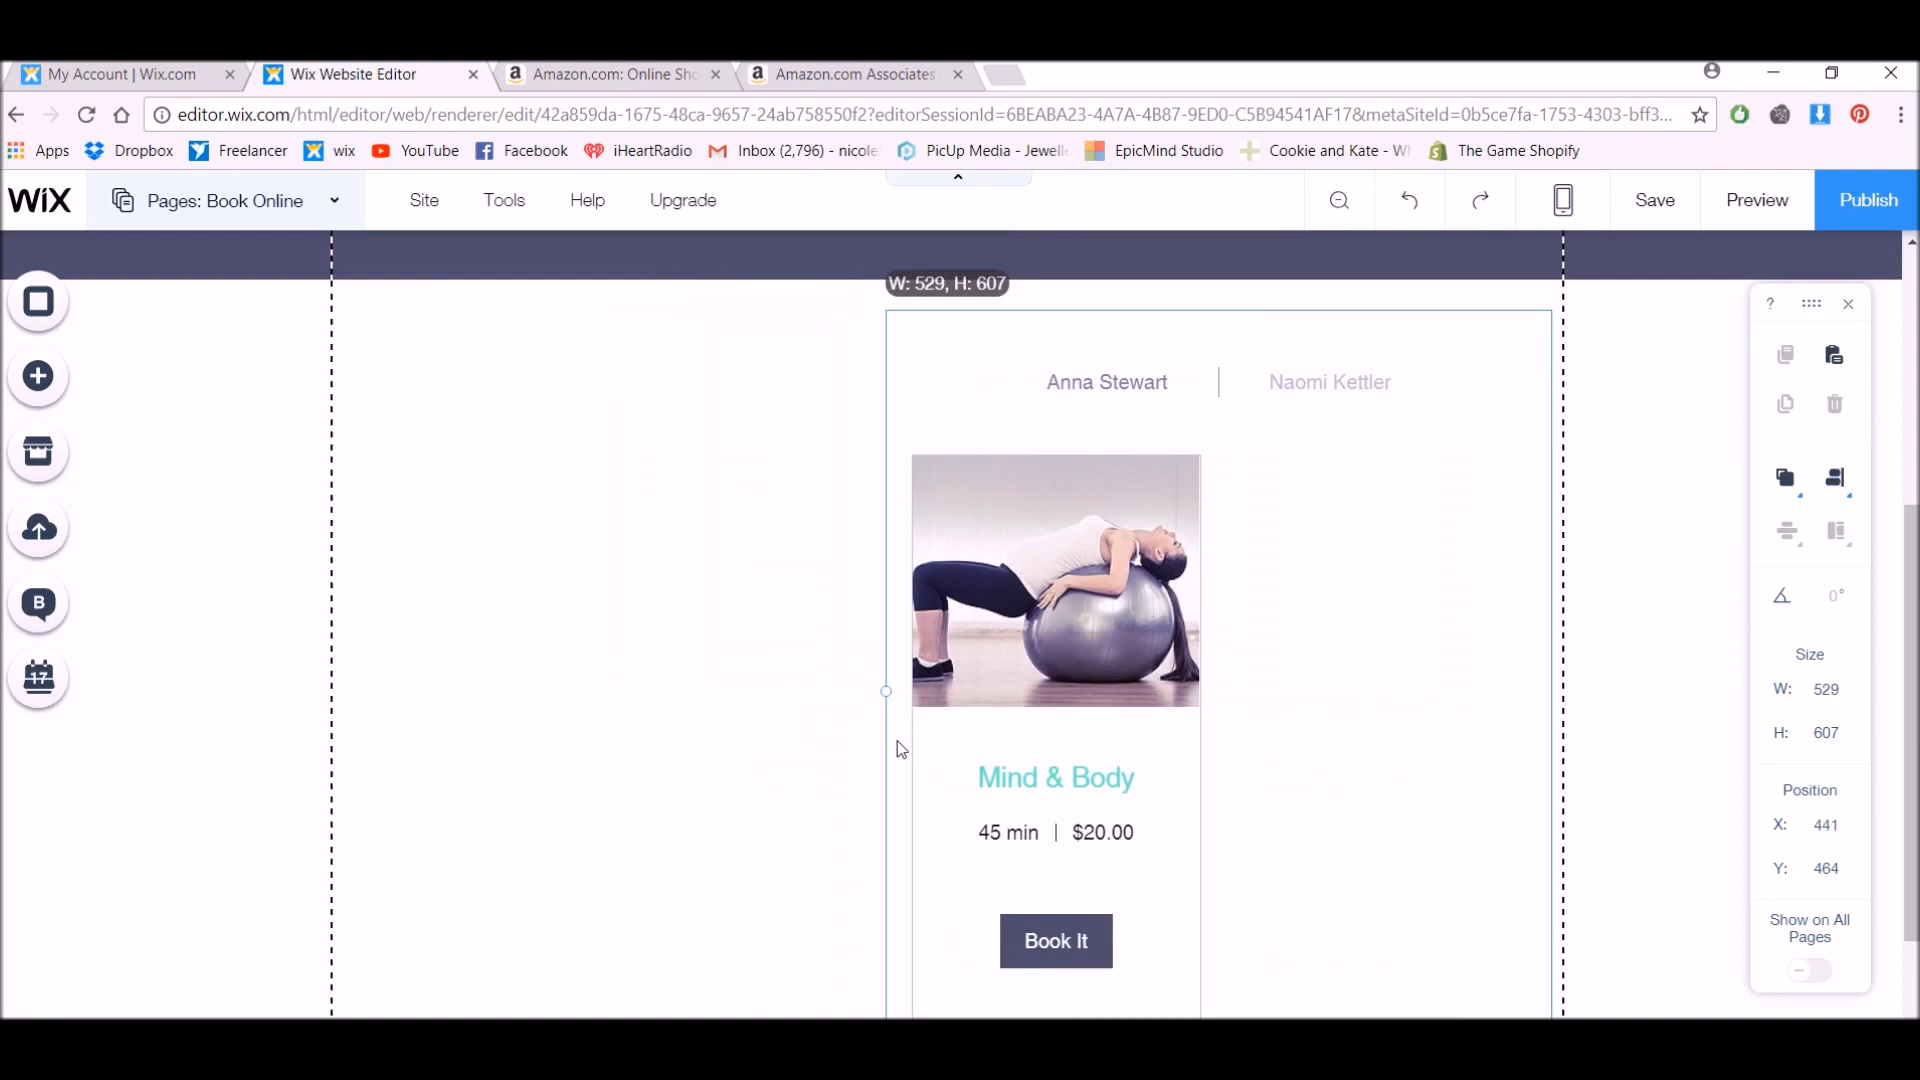 My Account | Wix.com
Wix Website Editor
Amazon.com: Online Sho
Amazon.com Associates
editor.wix.com/html/editor/web/renderer/edit/42a859da-1675-48ca-9657-24ab758550f2?editorSessionId=6BEABA23-4A7A-4B87-9ED0-C5B94541AF17&metaSiteId=0b5ce7fa-1753-4303-bff3...
Apps
Dropbox
Freelancer
wix
YouTube
Facebook
iHeartRadio
Inbox (2,796) - nicole
PicUp Media - Jewell
EpicMind Studio
Cookie and Kate - W
The Game Shopify
WiX
Pages: Book Online
Site
Tools
Help
Upgrade
Save
Preview
Publish
W: 529, H: 607
?
Anna Stewart | Naomi Kettler
B
0°
Size
17
W: 529
H: 607
Mind & Body
Position
45 min | $20.00
X: 441
Y: 464
Show on All
Pages
Book It